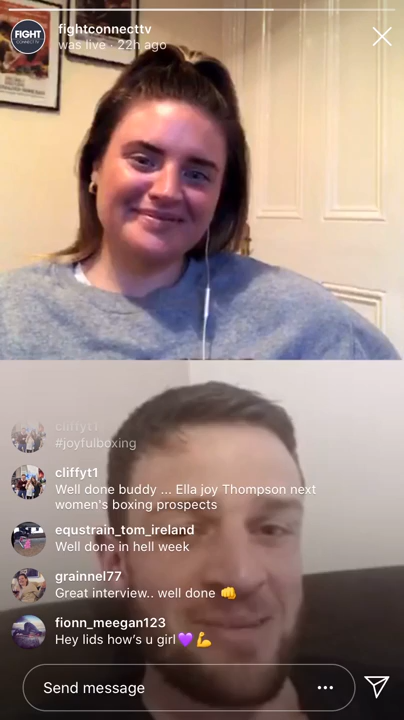 FIGHT
CONNECT TV
fightconnecttv
was live · 22h ago
cliffyt1
#joyfulboxing
cliffyt1
Well done buddy ... Ella joy Thompson next
women's boxing prospects
equstrain_tom_ireland
Well done in hell week
grainnel77
Great interview.. well done 👊
fionn_meegan123
Hey lids how's u girl💜💪
Send message